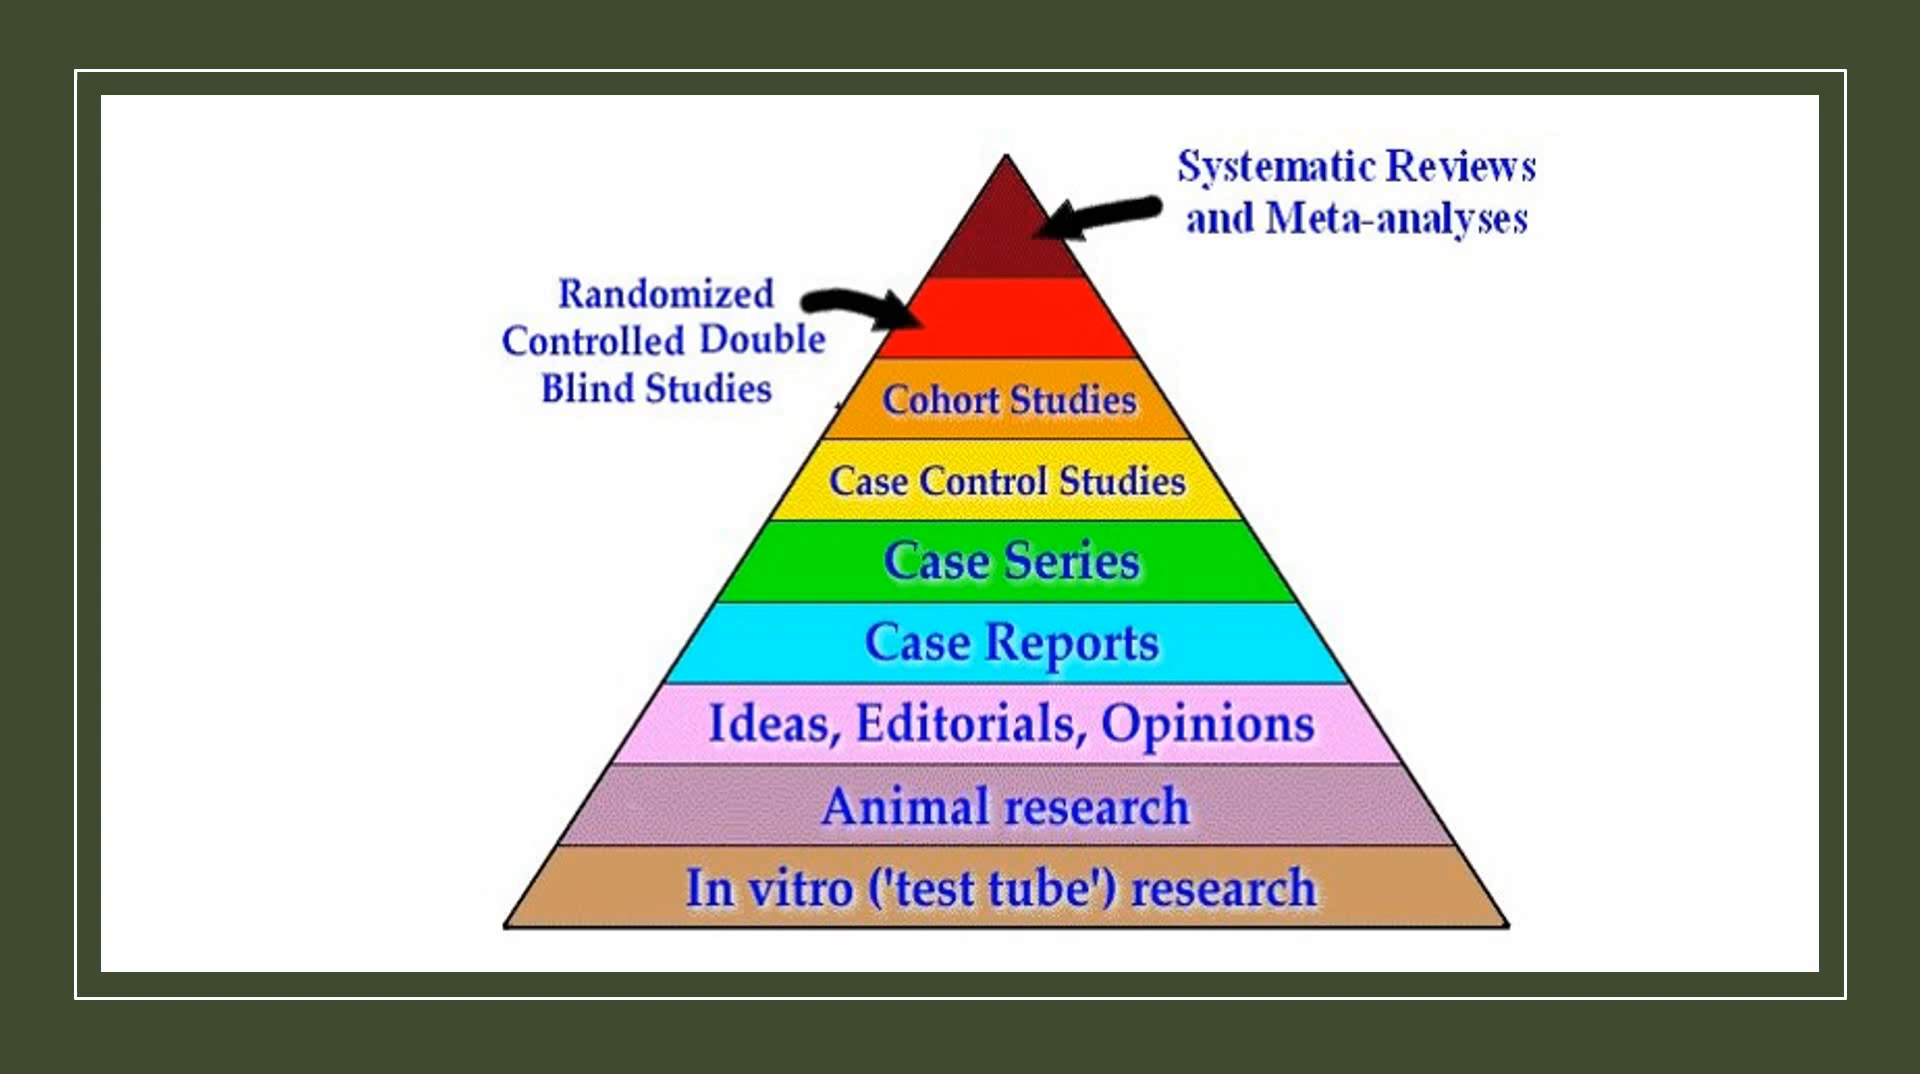 Systematic Reviews
and Meta-analyses
Randomized
Controlled Double
Blind Studies
Cohort Studies
Case Control Studies
Case Series
Case Reports
Ideas, Editorials, Opinions
Animal research
In vitro ('test tube') research